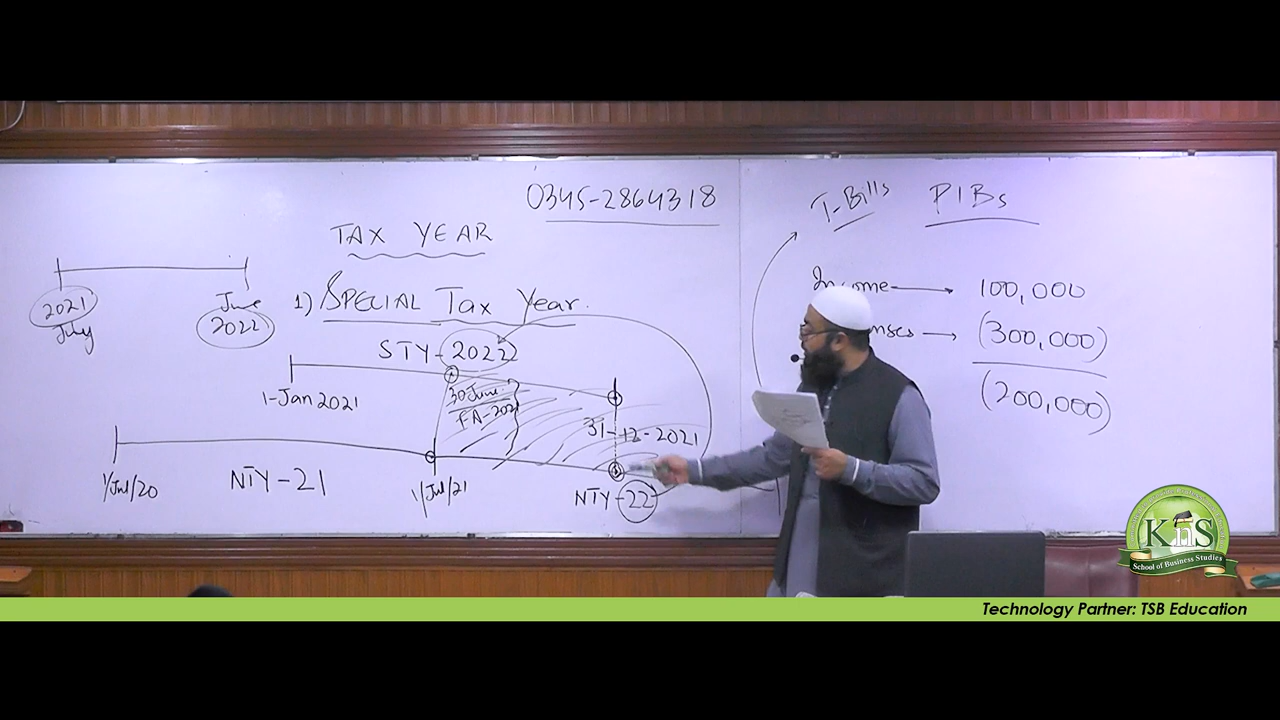 0345-2864318
TAX YEAR
2021
July
June
2022
1) SPECIAL Tax Year.
STY-2022
1-Jan 2021
30 June
FA-2021
31-12-2021
1/Jul/20
NTY-21
1/Jul/21
NTY-22
T-Bills PIBs
Income → 100,000
nses → (300,000)
(200,000)
KnS
School of Business Studies
Technology Partner: TSB Education